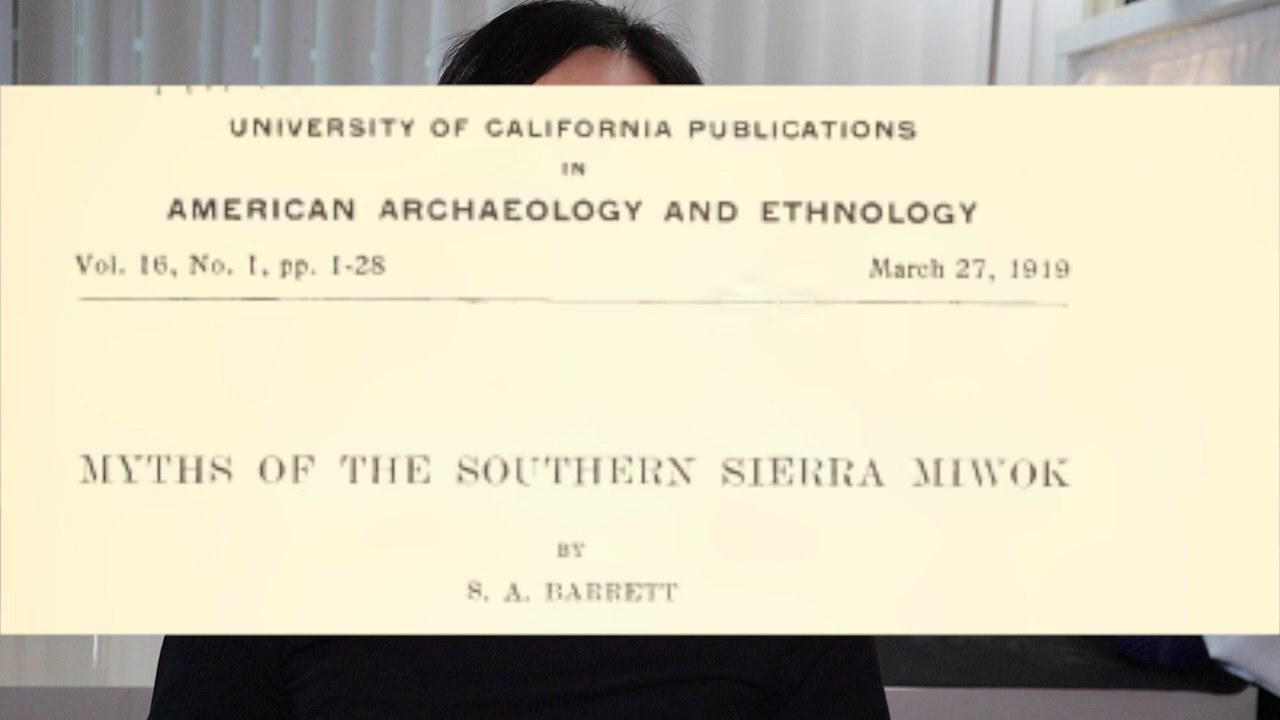 UNIVERSITY OF CALIFORNIA PUBLICATIONS
IN
AMERICAN ARCHAEOLOGY AND ETHNOLOGY
Vol. 16, No. 1, pp. 1-28 March 27, 1919
MYTHS OF THE SOUTHERN SIERRA MIWOK
BY
S. A. BARRETT